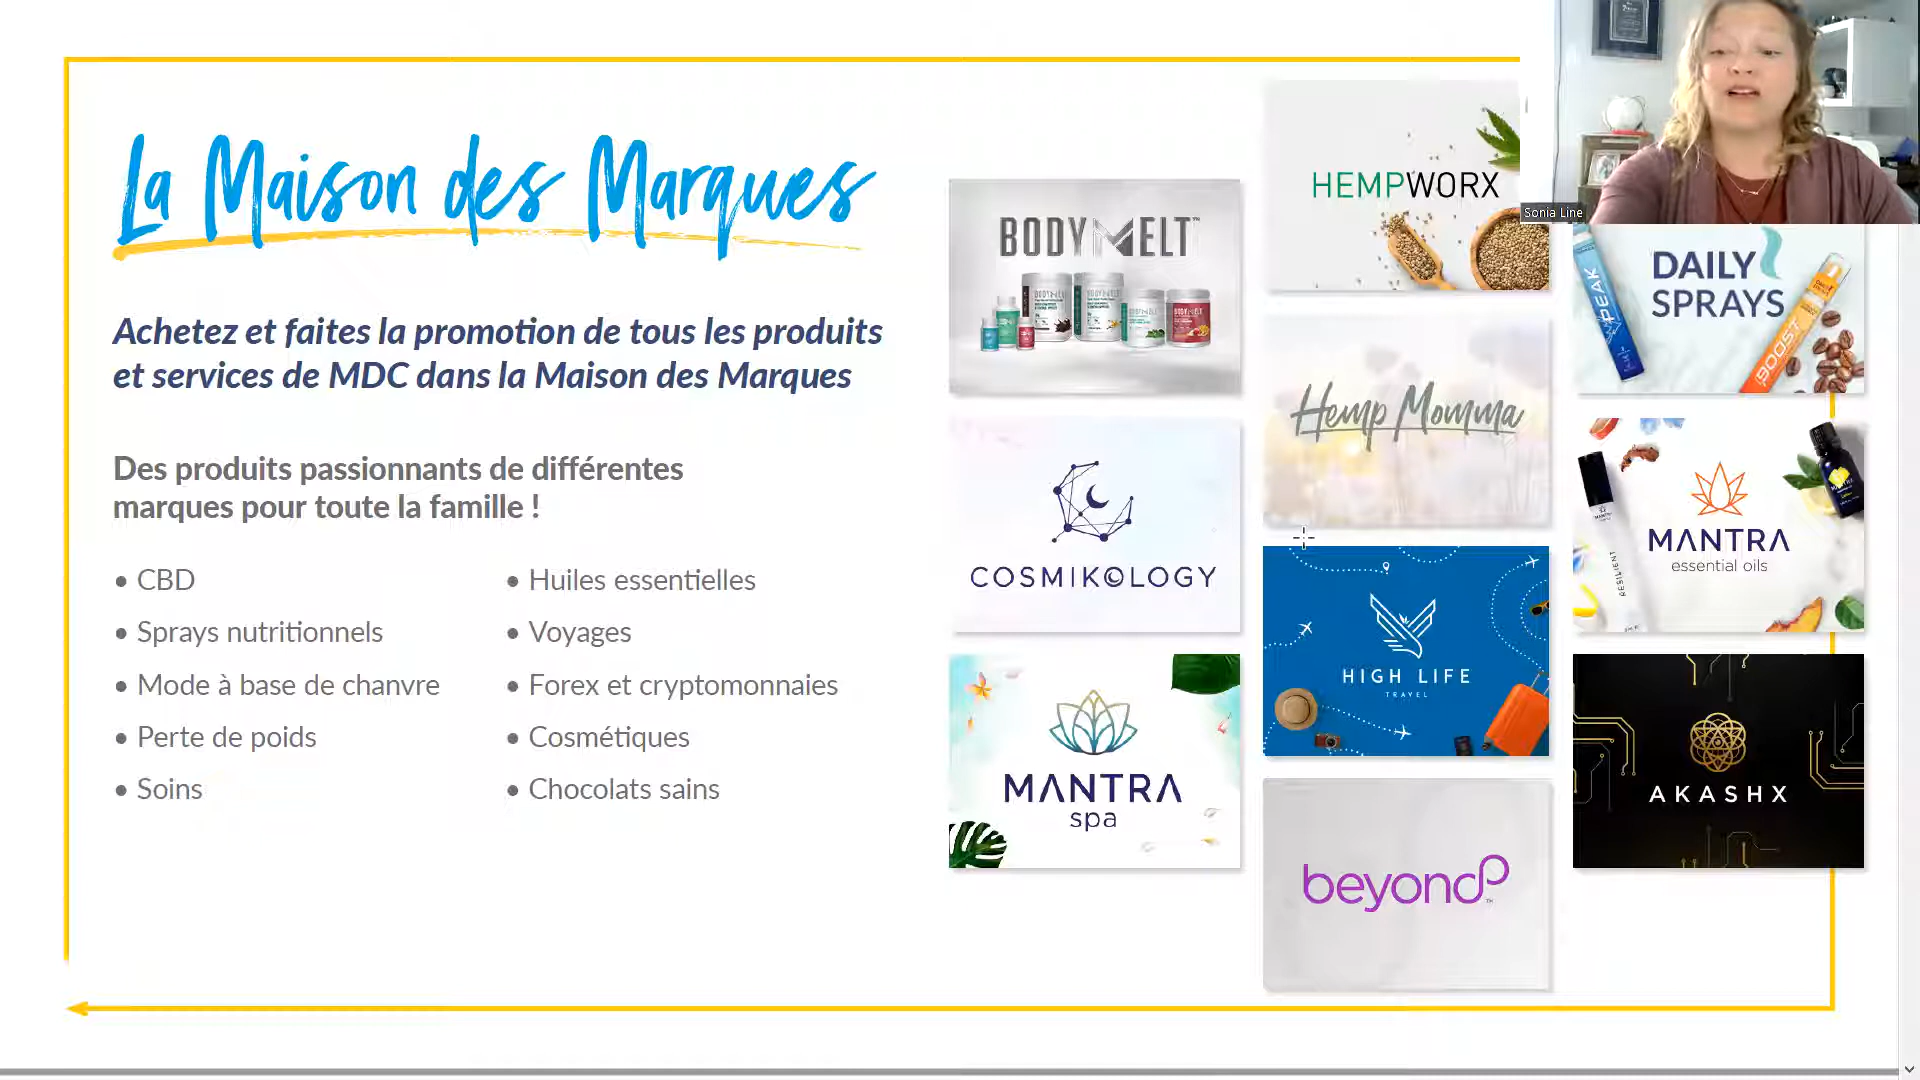 La Maison des Marques
Achetez et faites la promotion de tous les produits
et services de MDC dans la Maison des Marques
Des produits passionnants de différentes
marques pour toute la famille !
• CBD
• Sprays nutritionnels
• Mode à base de chanvre
• Perte de poids
• Soins
• Huiles essentielles
• Voyages
• Forex et cryptomonnaies
• Cosmétiques
• Chocolats sains
BODYMELT™
COSMIKOLOGY
MANTRA
spa
HEMPWORX
Hemp Momma
HIGH LIFE
TRAVEL
beyond™
Sonia Line
DAILY
SPRAYS
PEAK
BOOST
MANTRA
essential oils
RESILIENT
AKASHX